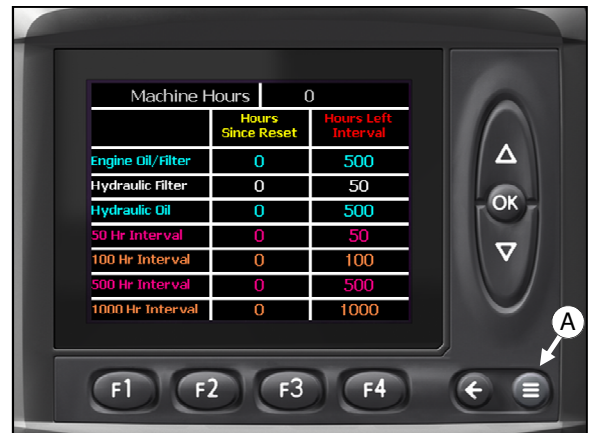 Machine Hours 0
Hours Since Reset Hours Left Interval
Engine Oil/Filter 0 500
Hydraulic Filter 0 50
Hydraulic Oil 0 500
50 Hr Interval 0 50
100 Hr Interval 0 100
500 Hr Interval 0 500
1000 Hr Interval 0 1000
OK
A
F1 F2 F3 F4